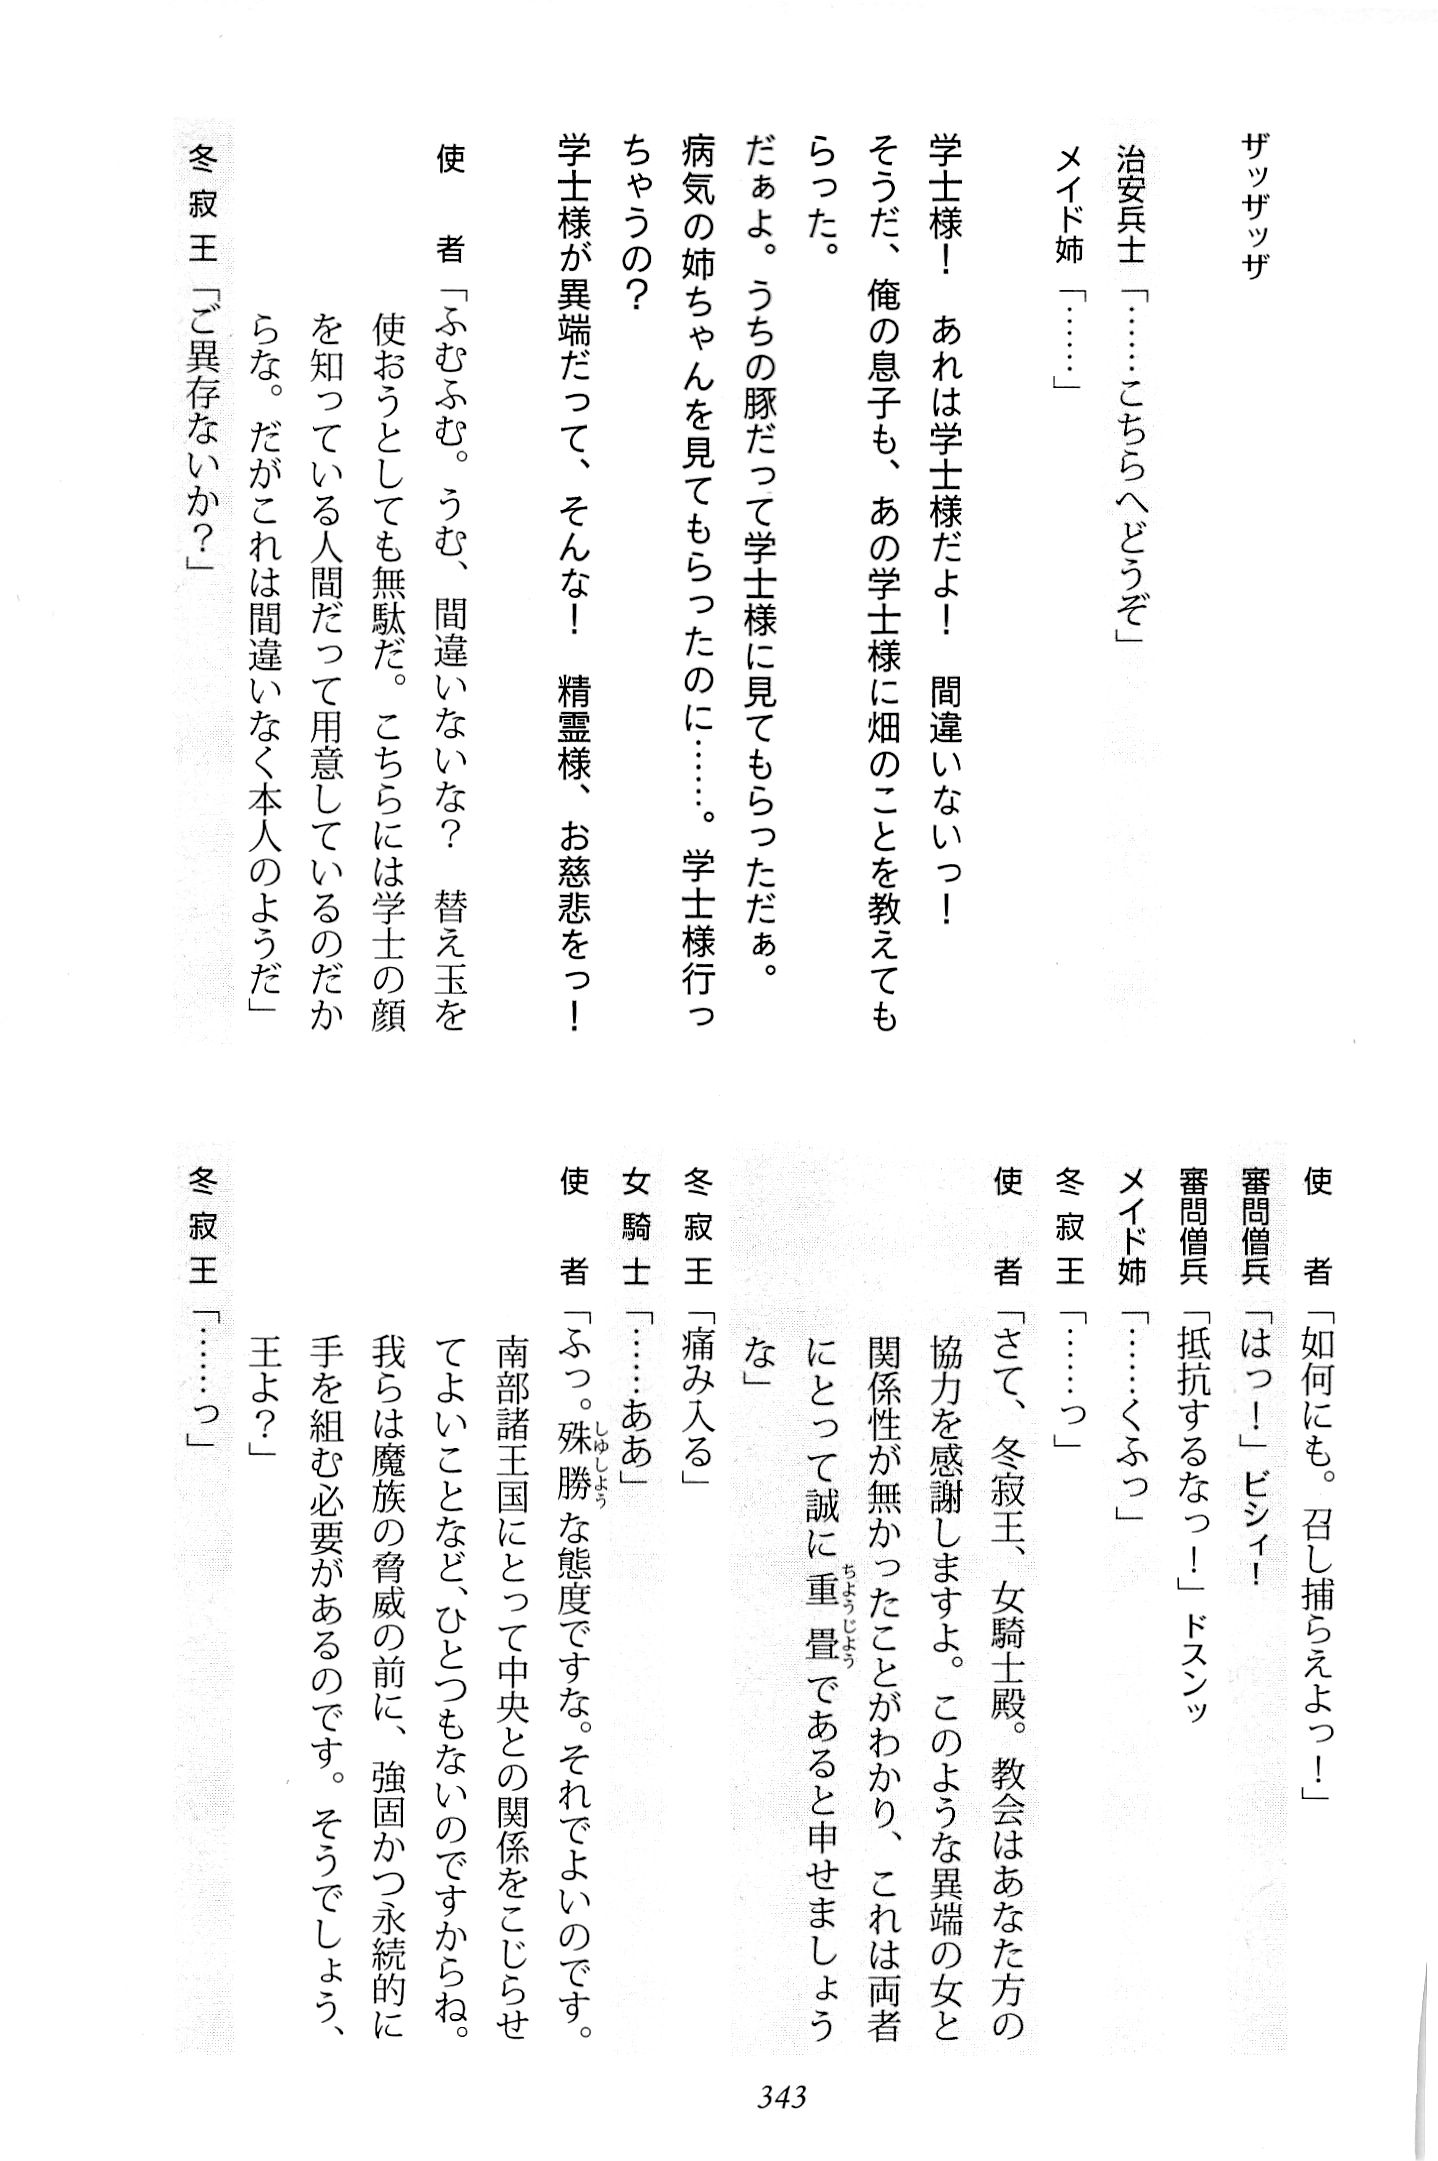 ザッザッザ
治安兵士「……こちらへどうぞ」
メイド姉「……」
学士様！　あれは学士様だよ！　間違いないっ！
そうだ、俺の息子も、あの学士様に畑のことを教えても
らった。
だぁよ。うちの豚だって学士様に見てもらっただぁ。
病気の姉ちゃんを見てもらったのに……。学士様行っ
ちゃうの？
学士様が異端だって、そんな！　精霊様、お慈悲をっ！
使　者「ふむふむ。うむ、間違いないな？　替え玉を
使おうとしても無駄だ。こちらには学士の顔
を知っている人間だって用意しているのだか
らな。だがこれは間違いなく本人のようだ」
冬寂王「ご異存ないか？」
使　者「如何にも。召し捕らえよっ！」
審問僧兵「はっ！」ビシィ！
審問僧兵「抵抗するなっ！」ドスンッ
メイド姉「……くふっ」
冬寂王「……っ」
使　者「さて、冬寂王、女騎士殿。教会はあなた方の
協力を感謝しますよ。このような異端の女と
関係性が無かったことがわかり、これは両者
にとって誠に重畳であると申せましょう
ちょうじょう
な」
冬寂王「痛み入る」
女騎士「……ああ」
使　者「ふっ。殊勝な態度ですな。それでよいのです。
しゅしょう
南部諸王国にとって中央との関係をこじらせ
てよいことなど、ひとつもないのですからね。
我らは魔族の脅威の前に、強固かつ永続的に
手を組む必要があるのです。そうでしょう、
王よ？」
冬寂王「……っ」
343